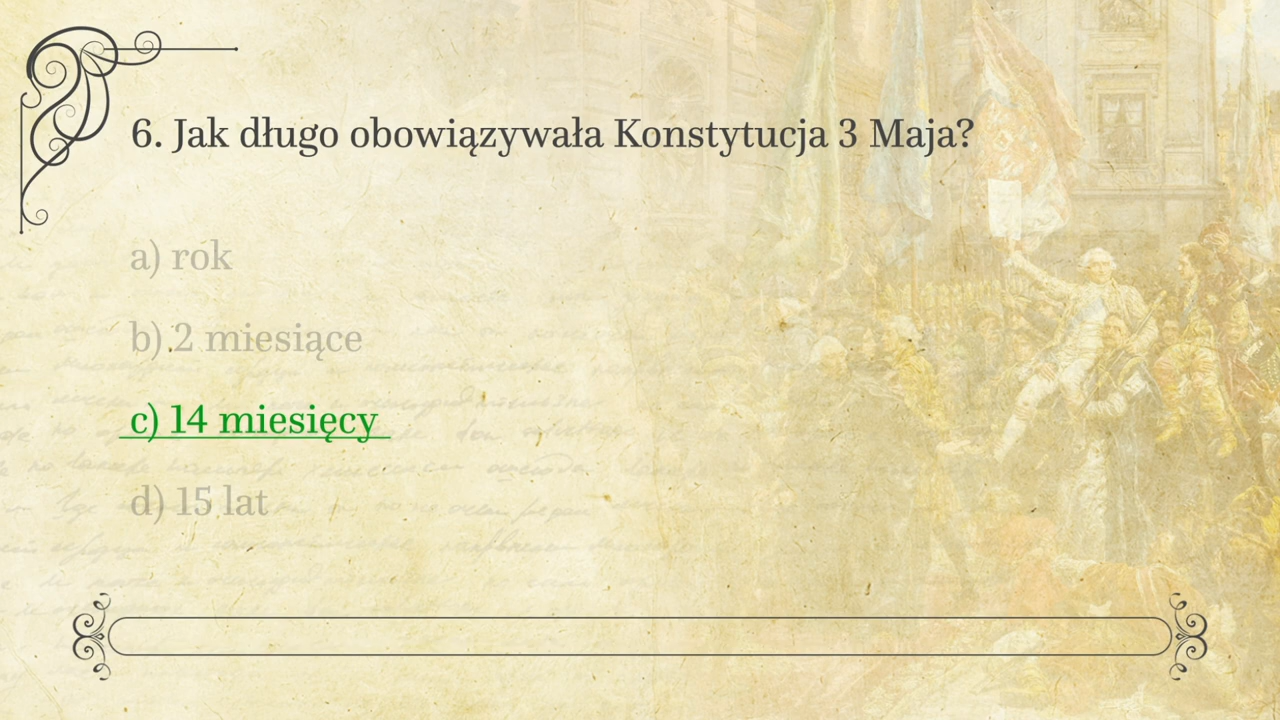 6. Jak długo obowiązywała Konstytucja 3 Maja?
a) rok
b) 2 miesiące
c) 14 miesięcy
d) 15 lat